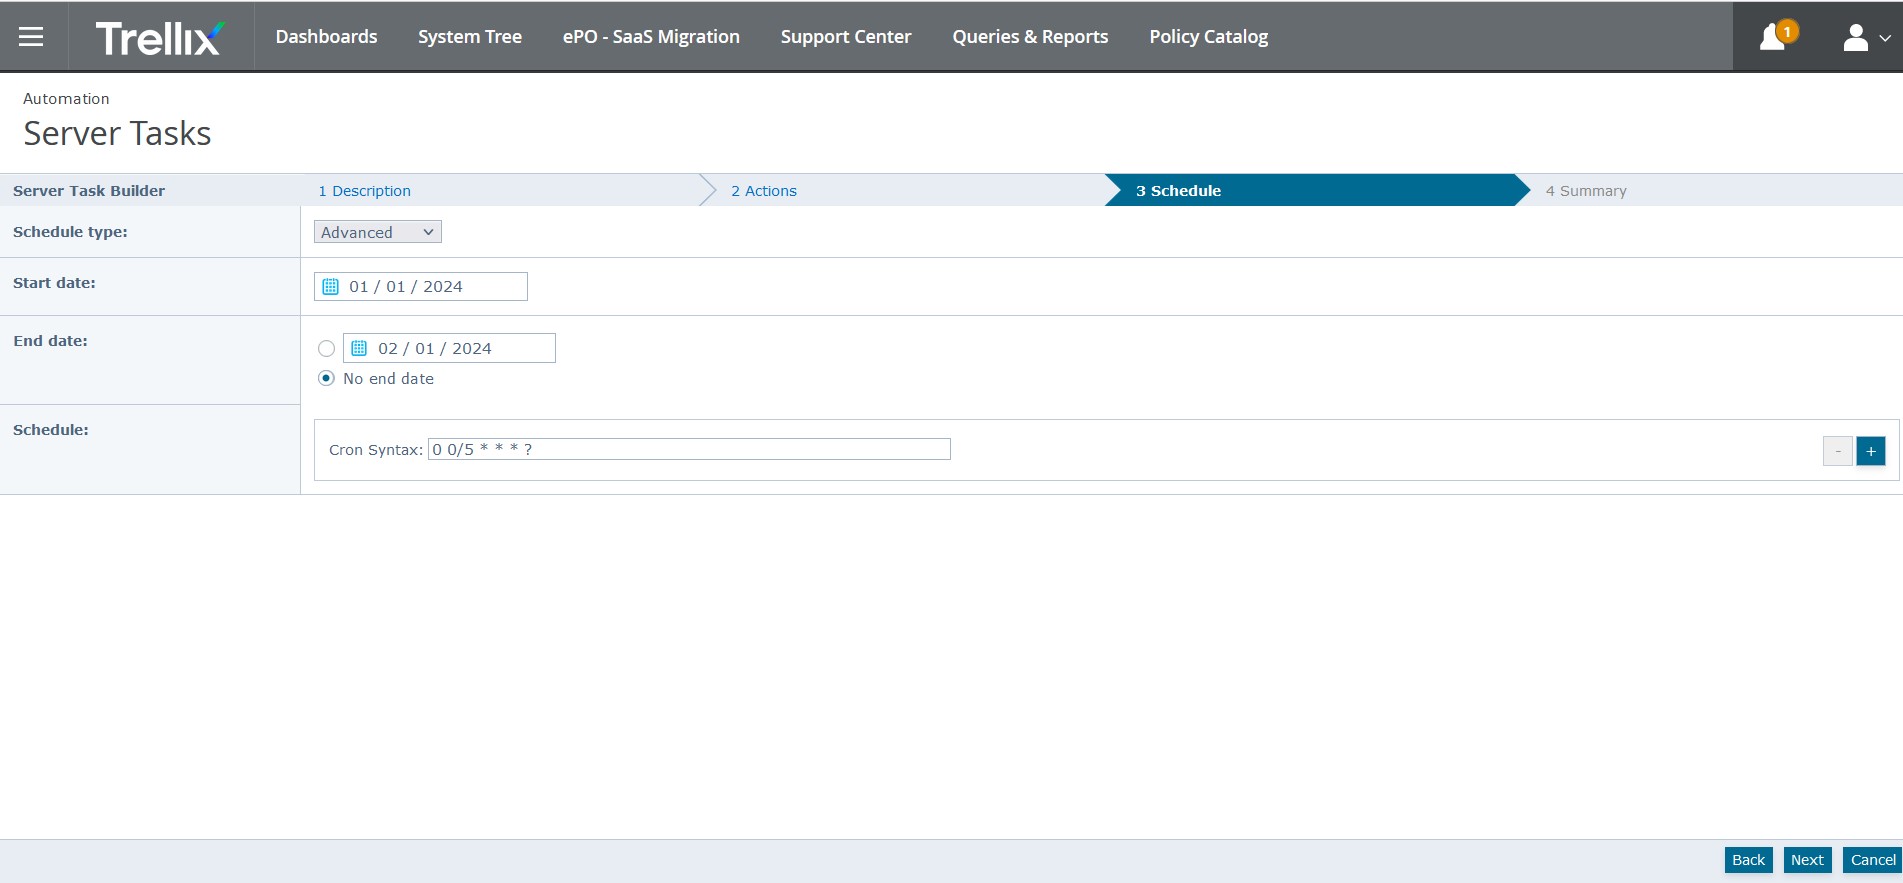 Trellix
Dashboards
System Tree
ePO - SaaS Migration
Support Center
Queries & Reports
Policy Catalog
1
Automation
Server Tasks
Server Task Builder
1 Description
2 Actions
3 Schedule
4 Summary
Schedule type:
Advanced
Start date:
01 / 01 / 2024
End date:
02 / 01 / 2024
No end date
Schedule:
Cron Syntax: 0 0/5 * * * ?
- +
Back
Next
Cancel